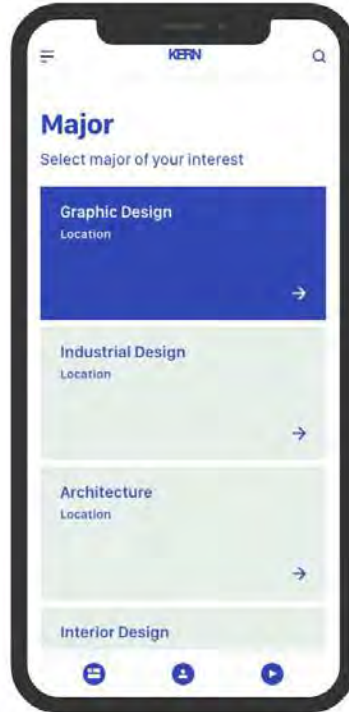 KERN
Major
Select major of your interest
Graphic Design
Location
Industrial Design
Location
Architecture
Location
Interior Design